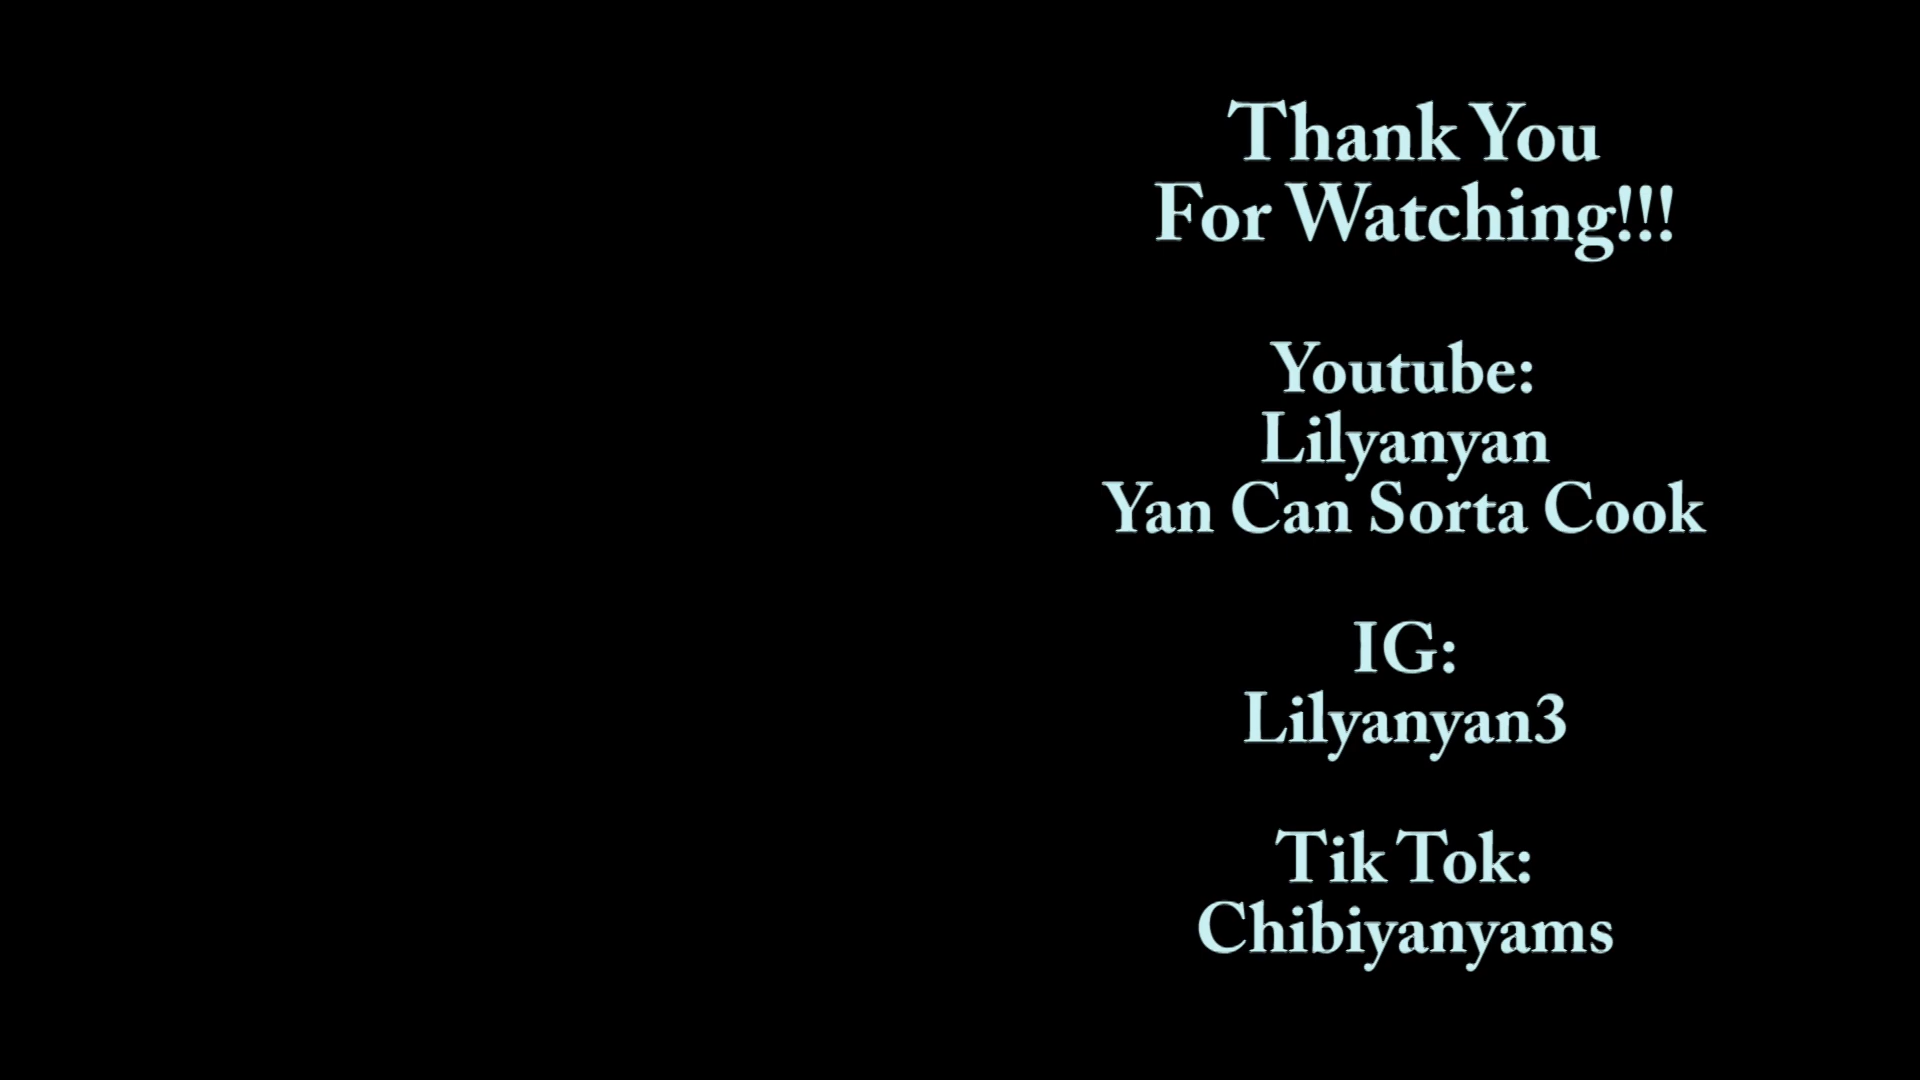 Thank You
For Watching!!!
Youtube:
Lilyanyan
Yan Can Sorta Cook
IG:
Lilyanyan3
Tik Tok:
Chibiyanyams